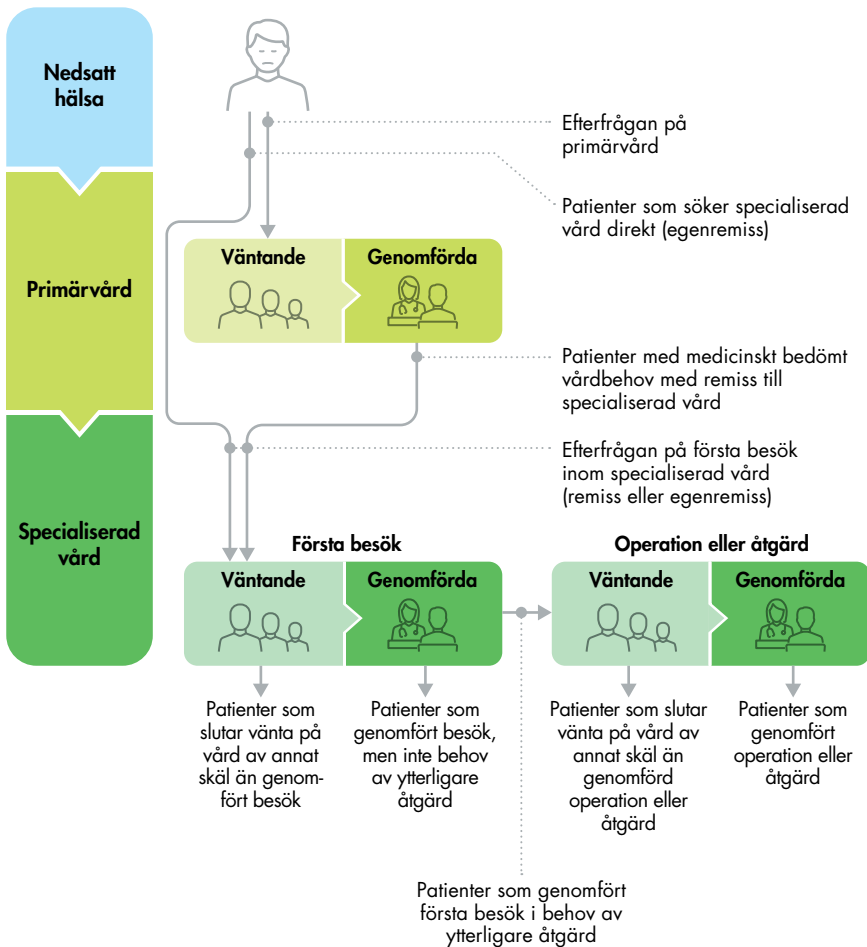 Nedsatt
hälsa
Efterfrågan på
primärvård
Patienter som söker specialiserad
vård direkt (egenremiss)
Primärvård
Väntande
Genomförda
Patienter med medicinskt bedömt
vårdbehov med remiss till
specialiserad vård
Efterfrågan på första besök
inom specialiserad vård
(remiss eller egenremiss)
Specialiserad
vård
Första besök
Operation eller åtgärd
Väntande
Genomförda
Väntande
Genomförda
Patienter som
slutar vänta på
vård av annat
skäl än genom-
fört besök
Patienter som
genomfört besök,
men inte behov
av ytterligare
åtgärd
Patienter som slutar
vänta på vård av
annat skäl än
genomförd
operation eller
åtgärd
Patienter som
genomfört
operation eller
åtgärd
Patienter som genomfört
första besök i behov av
ytterligare åtgärd